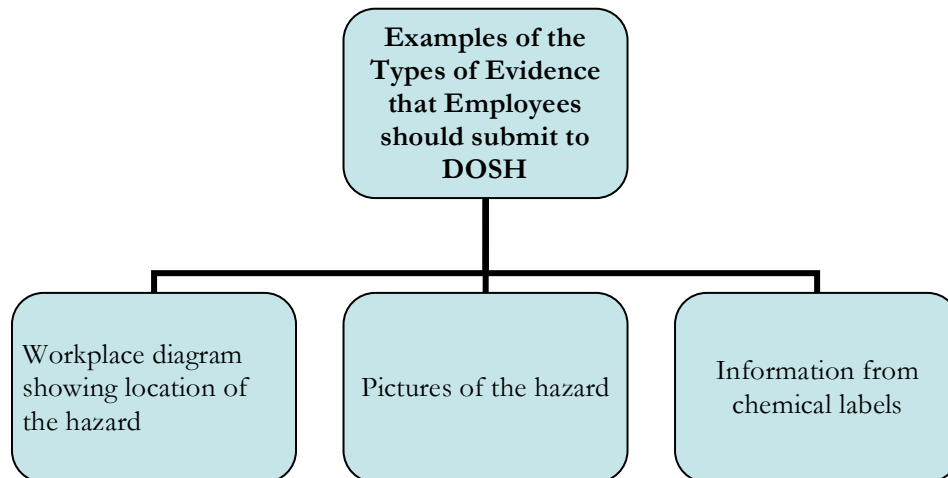 Examples of the
Types of Evidence
that Employees
should submit to
DOSH
Workplace diagram
showing location of
the hazard
Pictures of the hazard
Information from
chemical labels